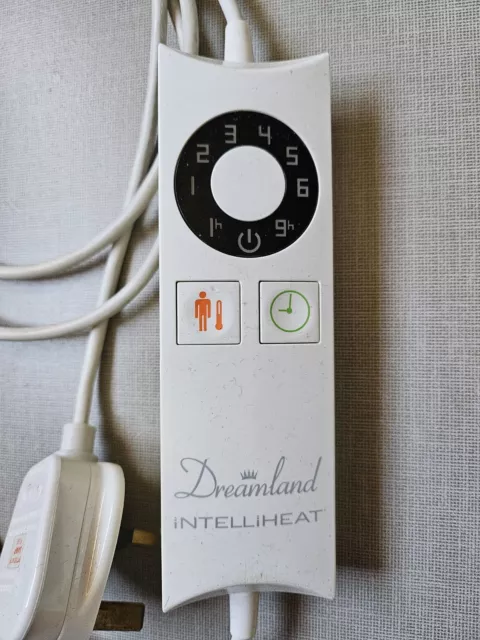 3 4
2 5
1 6
1h 9h
Dreamland
INTELLIHEAT